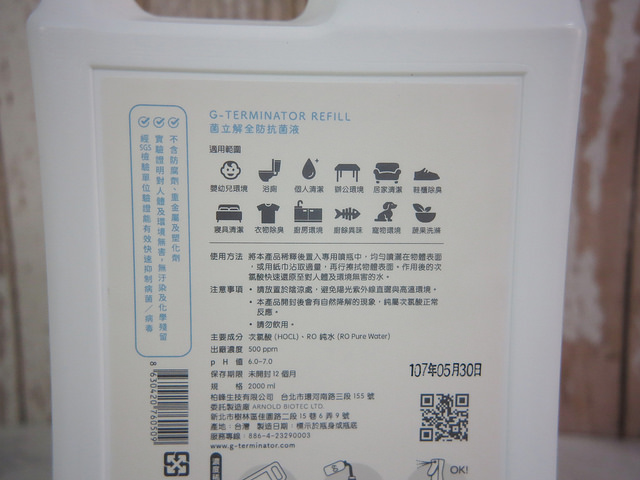 G-TERMINATOR REFILL
菌立解全防抗菌液
適用範圍
嬰幼兒環境 浴廁 個人清潔 辦公環境 居家清潔 鞋櫃除臭
寢具清潔 衣物除臭 廚房環境 廚餘異味 寵物環境 蔬果洗滌
不含防腐劑、重金屬及塑化劑
實驗證明對人體及環境無害,無汙染及化學殘留
經SGS檢驗單位驗證能有效快速抑制病菌/病毒
使用方法 將本產品稀釋後置入專用噴瓶中,均勻噴灑在物體表面
,或用紙巾沾取適量,再行擦拭物體表面。作用後的次
氯酸快速還原至對人體及環境無害的水。
注意事項 • 請放置於陰涼處,避免陽光紫外線直曬與高溫環境。
• 本產品開封後會有自然降解的現象,純屬次氯酸正常
反應。
• 請勿飲用。
主要成分 次氯酸 (HOCL)、RO 純水 (RO Pure Water)
出廠濃度 500 ppm
p H 值 6.0-7.0
保存期限 未開封 12 個月
規 格 2000 ml
柏鋒生技有限公司 台北市環河南路三段 155 號
委託製造廠 ARNOLD BIOTEC LTD.
新北市樹林區佳園路二段 15 巷 6 弄 9 號
產地:台灣 製造日期:標示於瓶身或瓶底
服務專線:886-4-23290003
www.g-terminator.com
107年05月30日
8 630420 760509
OK!